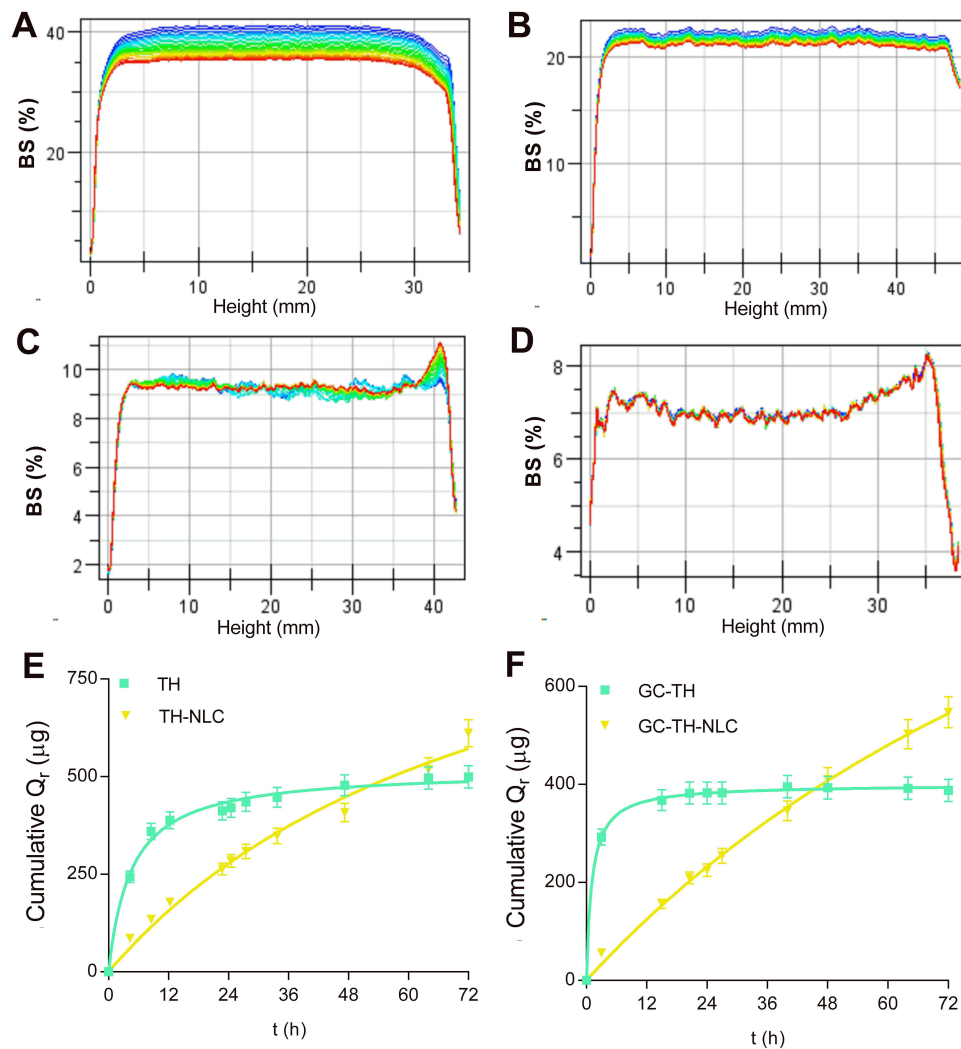 A
BS (%)
40
20
0
10
20
30
Height (mm)
B
BS (%)
20
10
0
10
20
30
40
Height (mm)
C
BS (%)
10
8
6
4
2
0
10
20
30
40
Height (mm)
D
BS (%)
8
6
4
0
10
20
30
Height (mm)
E
Cumulative Qr (μg)
750
500
250
0
TH
TH-NLC
0 12 24 36 48 60 72
t (h)
F
Cumulative Qr (μg)
600
400
200
0
GC-TH
GC-TH-NLC
0 12 24 36 48 60 72
t (h)